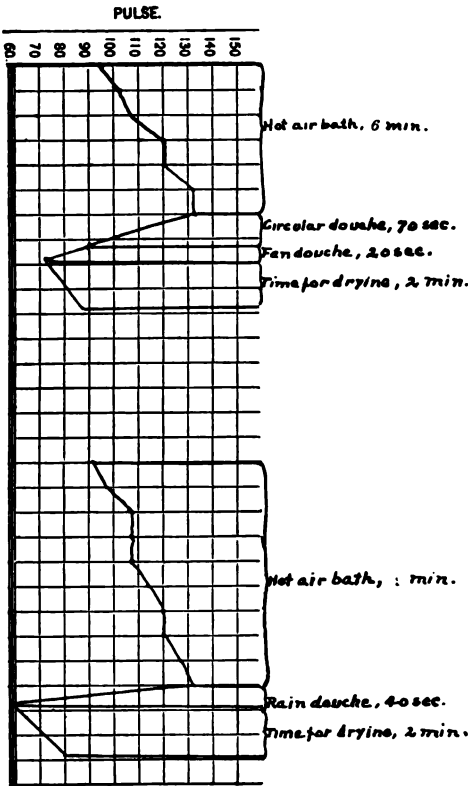 PULSE.
60. 70 80 90 100 110 120 130 140 150
Hot air bath, 6 min.
Circular douche, 70 sec.
Fan douche, 20 sec.
Time for drying, 2 min.
Hot air bath, : min.
Rain douche, 40 sec.
Time for drying, 2 min.